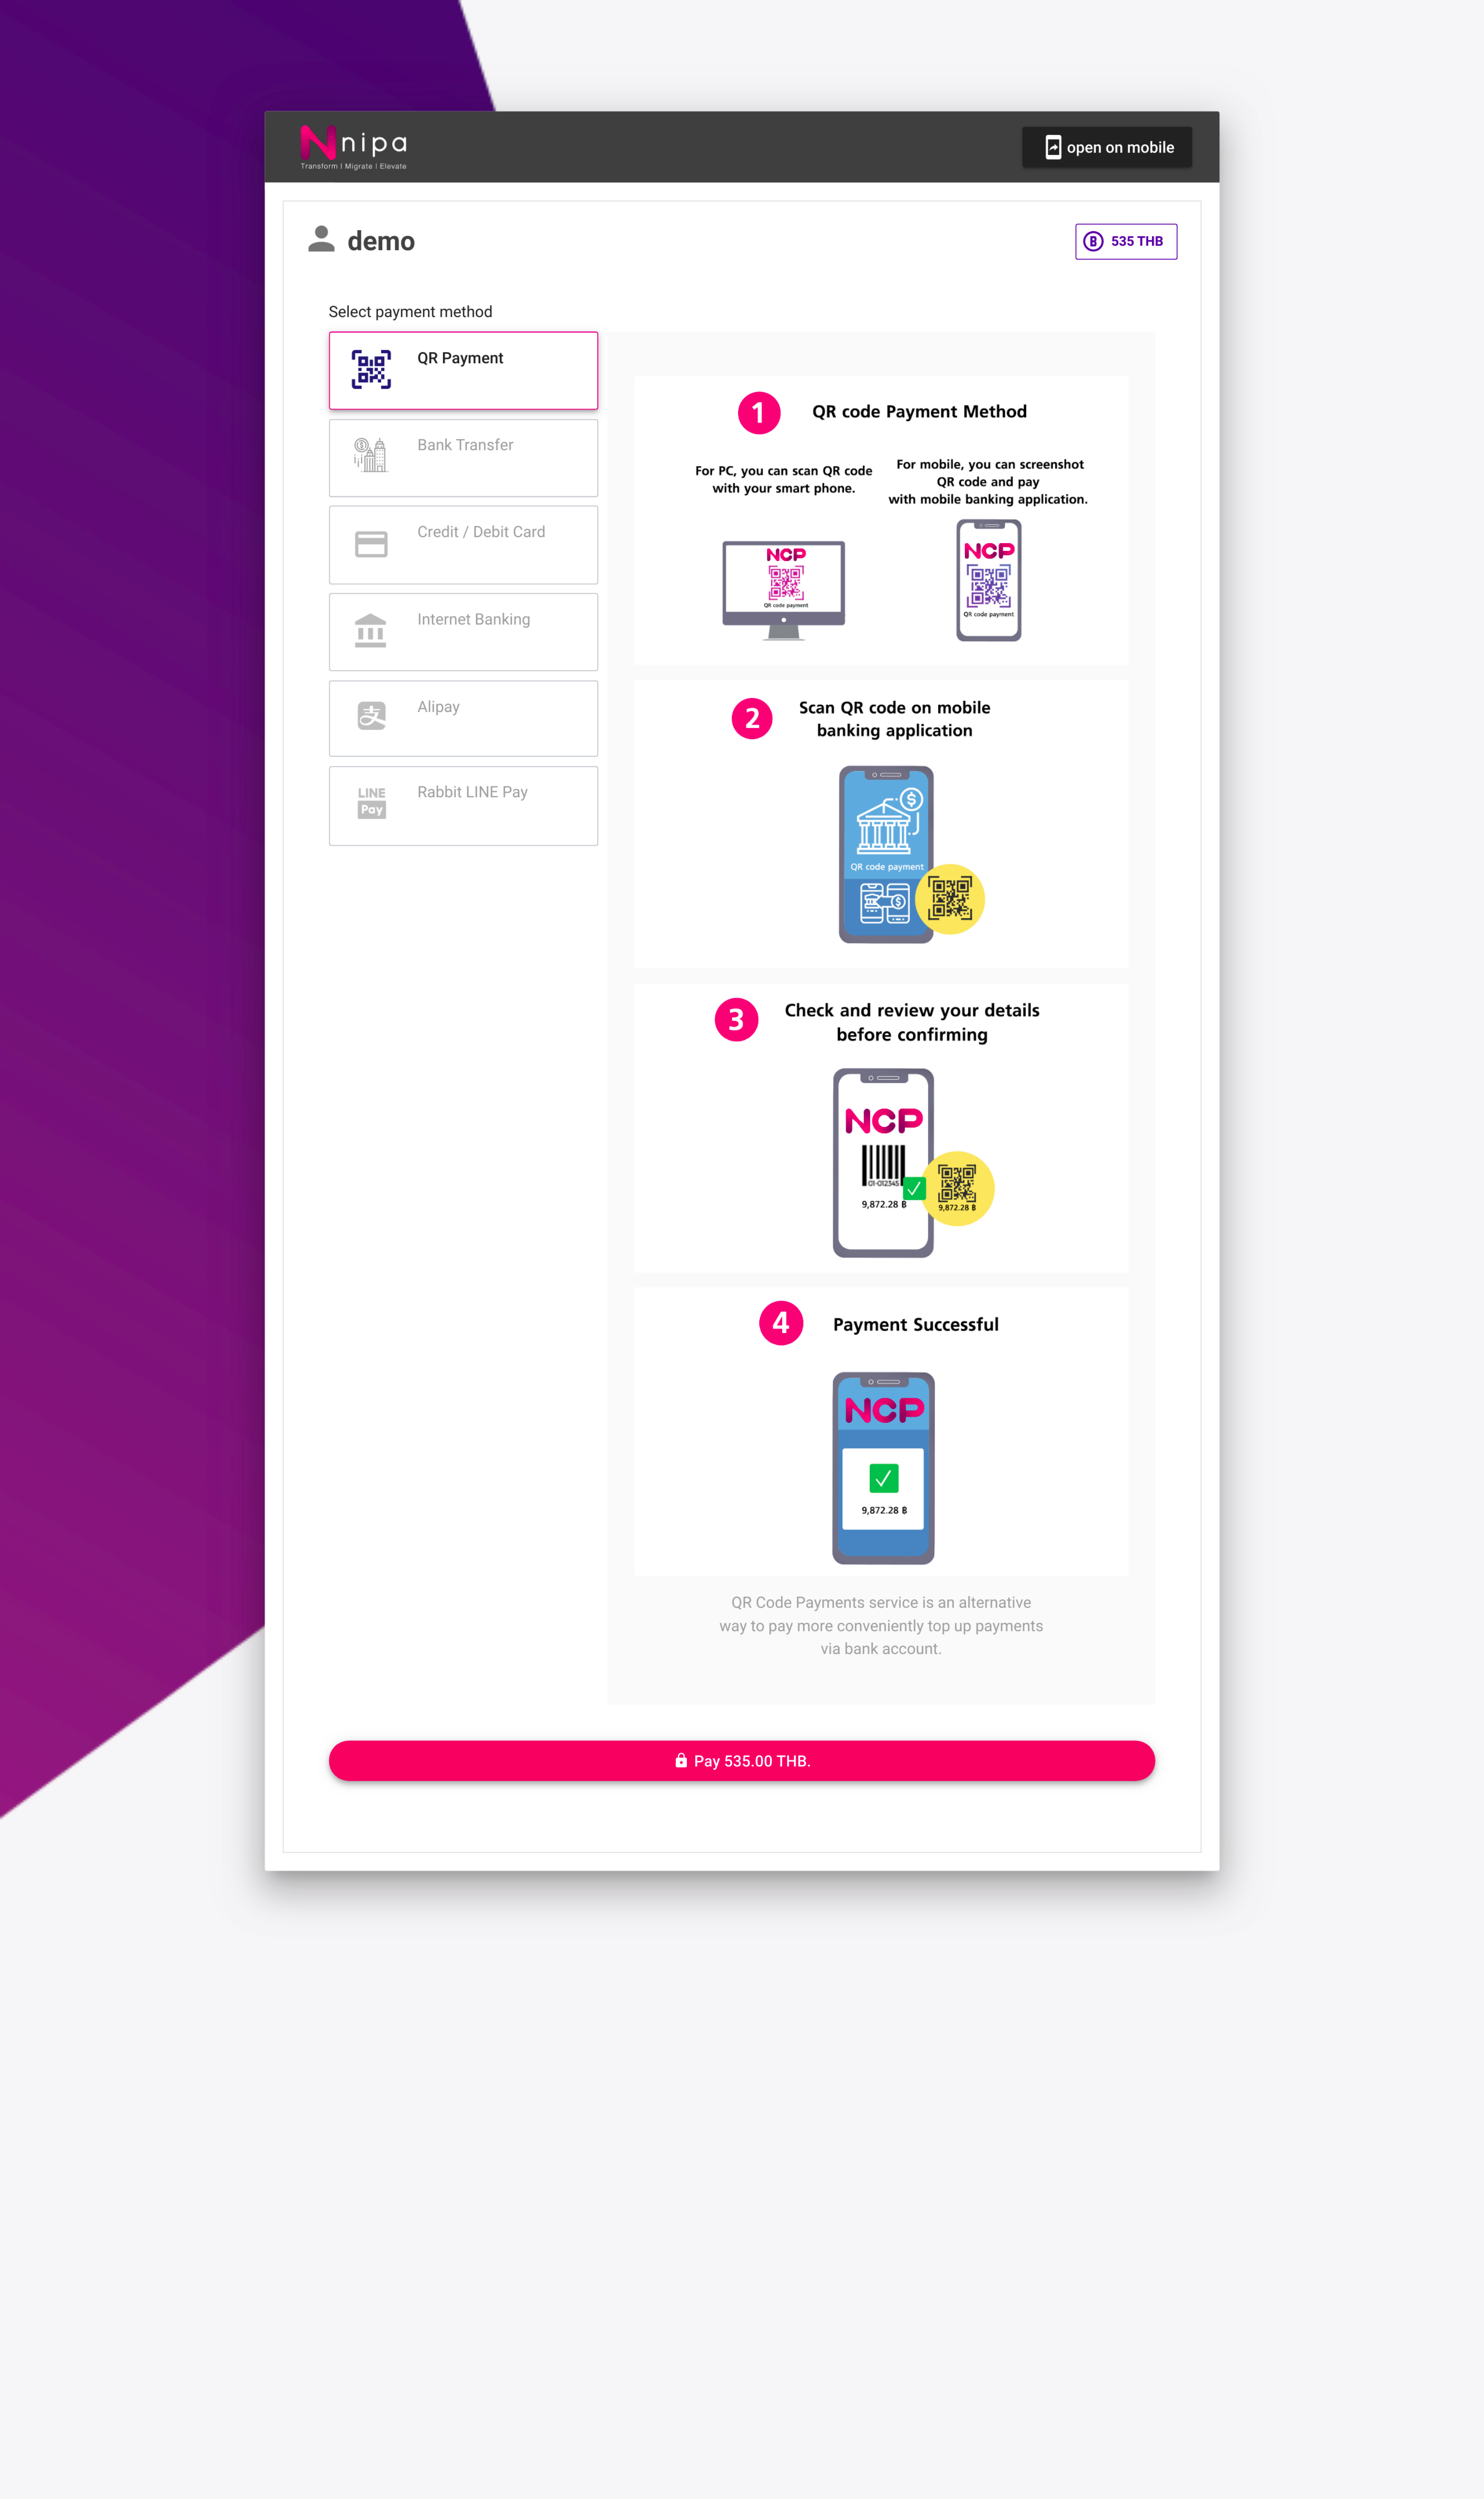 nipa
Transform | Migrate | Elevate
open on mobile
demo
535 THB
Select payment method
QR Payment
Bank Transfer
Credit / Debit Card
Internet Banking
Alipay
LINE
Pay
Rabbit LINE Pay
1
QR code Payment Method
For PC, you can scan QR code
with your smart phone.
For mobile, you can screenshot
QR code and pay
with mobile banking application.
NCP
QR code payment
NCP
QR code payment
2
Scan QR code on mobile
banking application
QR code payment
3
Check and review your details
before confirming
NCP
01-012345
9,872.28 ฿
9,872.28 ฿
4
Payment Successful
NCP
9,872.28 ฿
QR Code Payments service is an alternative
way to pay more conveniently top up payments
via bank account.
Pay 535.00 THB.